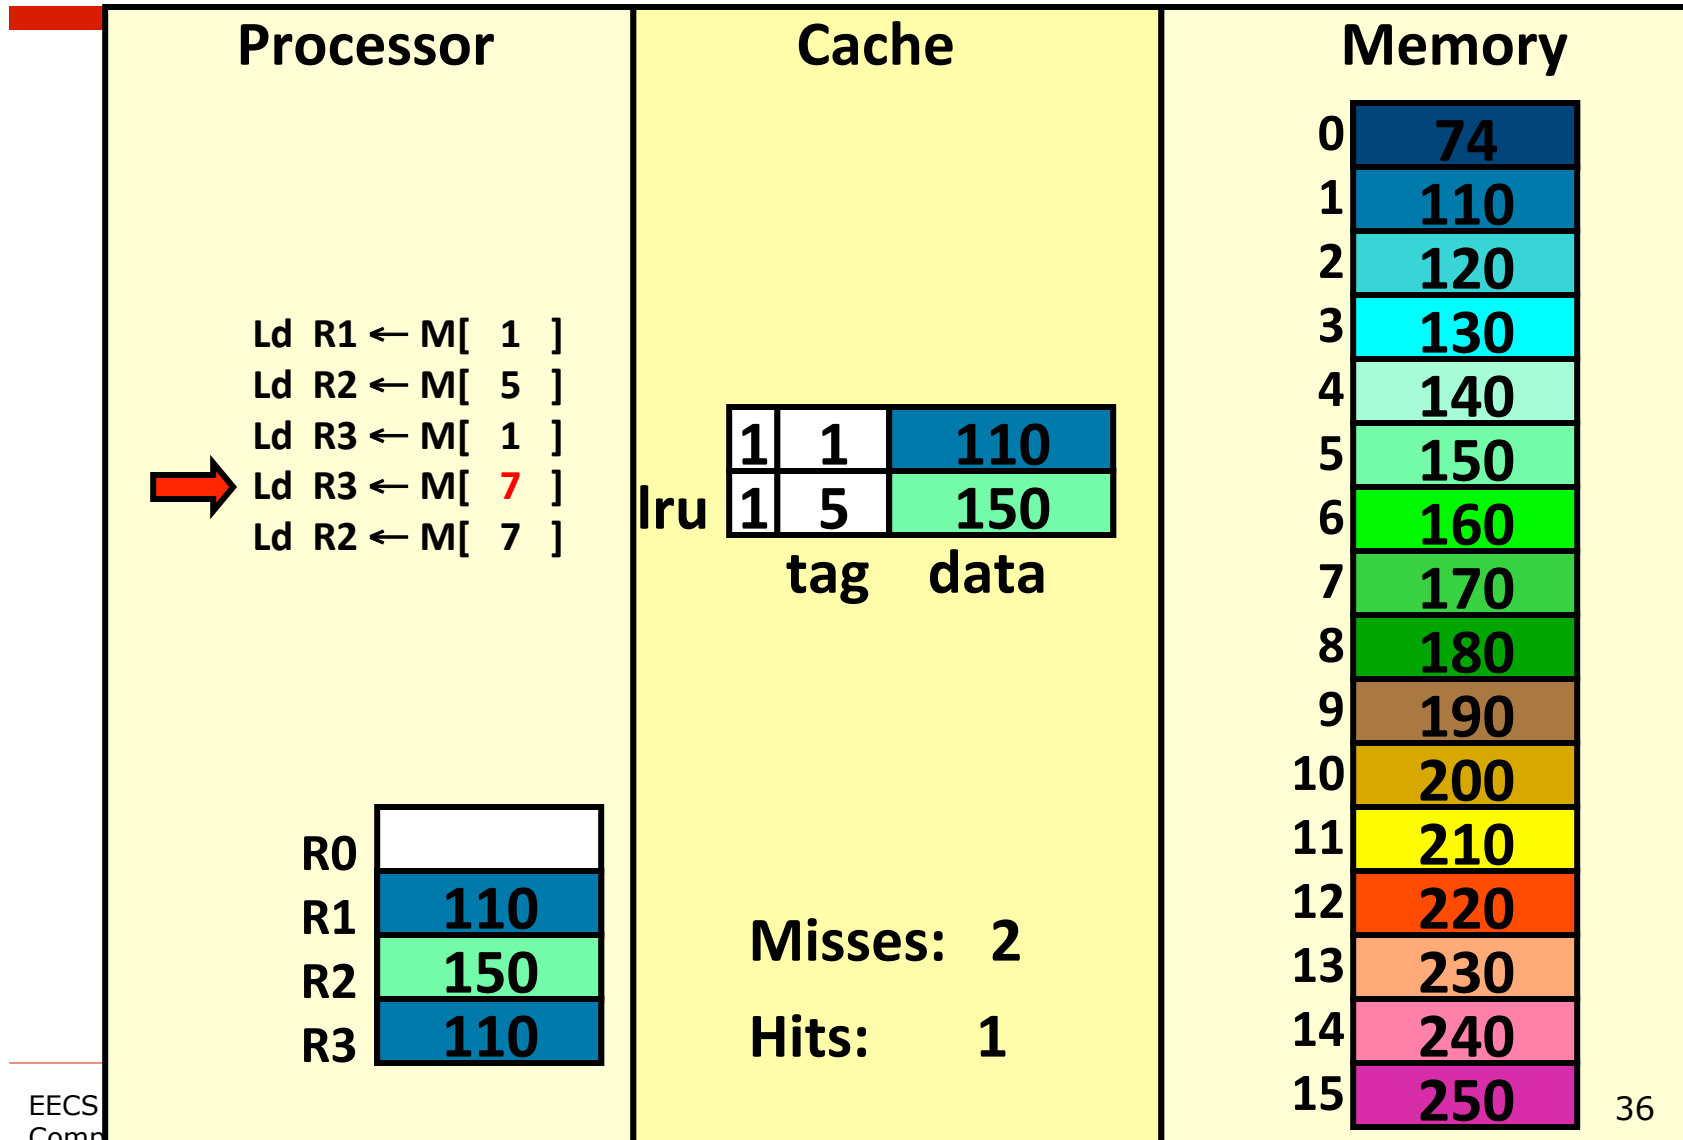 Processor
Ld R1 ← M[ 1 ]
Ld R2 ← M[ 5 ]
Ld R3 ← M[ 1 ]
Ld R3 ← M[ 7 ]
Ld R2 ← M[ 7 ]
R0
R1 110
R2 150
R3 110
Cache
1 1 110
lru 1 5 150
tag data
Misses: 2
Hits: 1
Memory
0 74
1 110
2 120
3 130
4 140
5 150
6 160
7 170
8 180
9 190
10 200
11 210
12 220
13 230
14 240
15 250
EECS
36